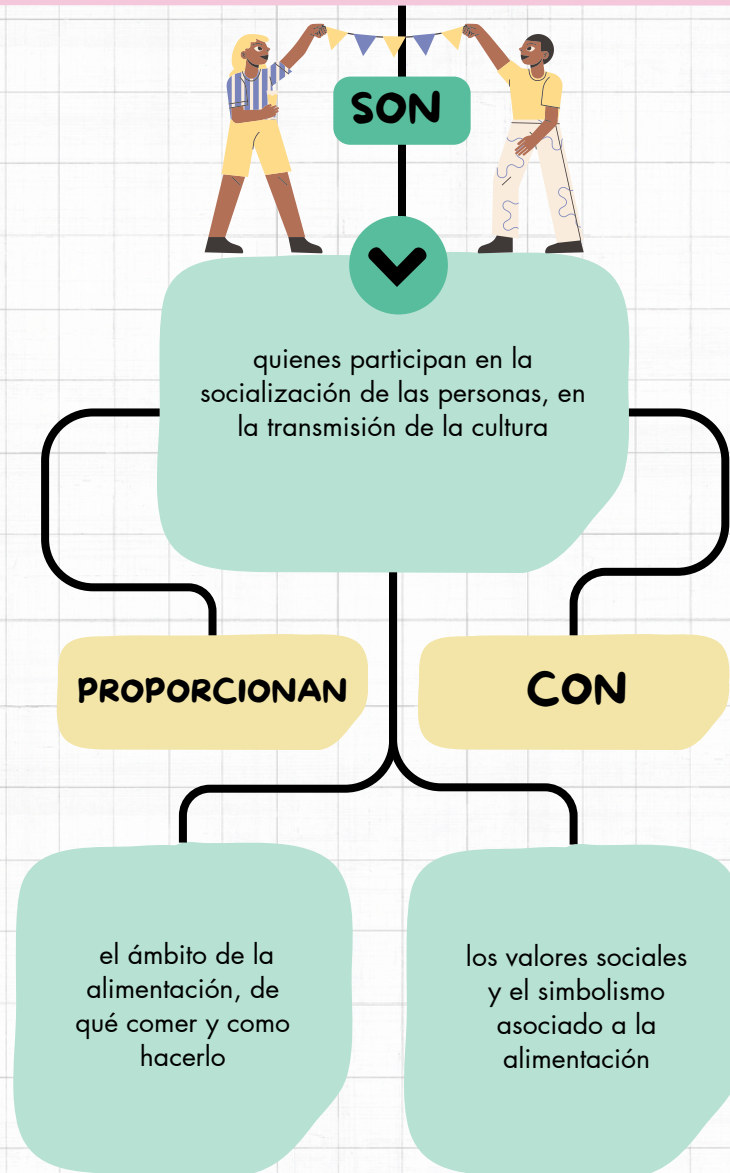 SON
quienes participan en la
socialización de las personas, en
la transmisión de la cultura
PROPORCIONAN
CON
el ámbito de la
alimentación, de
qué comer y como
hacerlo
los valores sociales
y el simbolismo
asociado a la
alimentación